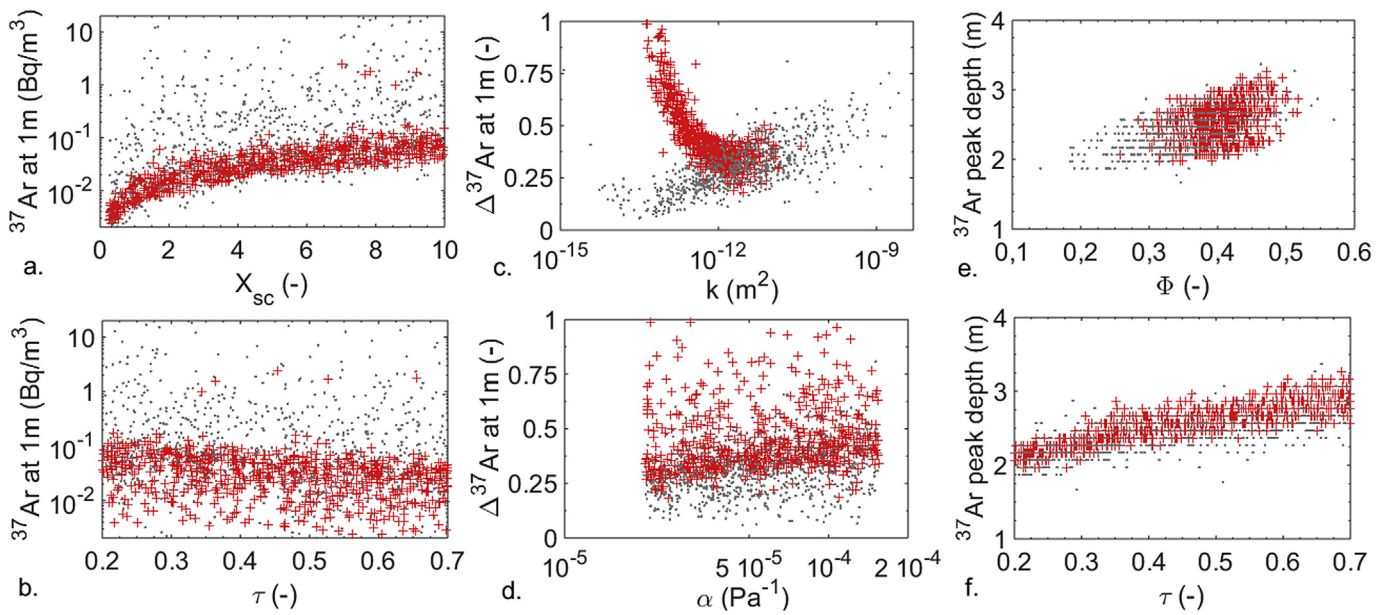 ³⁷Ar at 1m (Bq/m³)
10
1
10⁻¹
10⁻²
0 2 4 6 8 10
X_sc (-)
a.
³⁷Ar at 1m (Bq/m³)
10
1
10⁻¹
10⁻²
0.2 0.3 0.4 0.5 0.6 0.7
τ (-)
b.
Δ³⁷Ar at 1m (-)
1
0.75
0.5
0.25
0
10⁻¹⁵ 10⁻¹² 10⁻⁹
k (m²)
c.
Δ³⁷Ar at 1m (-)
1
0.75
0.5
0.25
0
10⁻⁵ 5 10⁻⁵ 10⁻⁴ 2 10⁻⁴
α (Pa⁻¹)
d.
³⁷Ar peak depth (m)
4
3
2
1
0,1 0,2 0,3 0,4 0,5 0.6
Φ (-)
e.
³⁷Ar peak depth (m)
4
3
2
1
0.2 0.3 0.4 0.5 0.6 0.7
τ (-)
f.